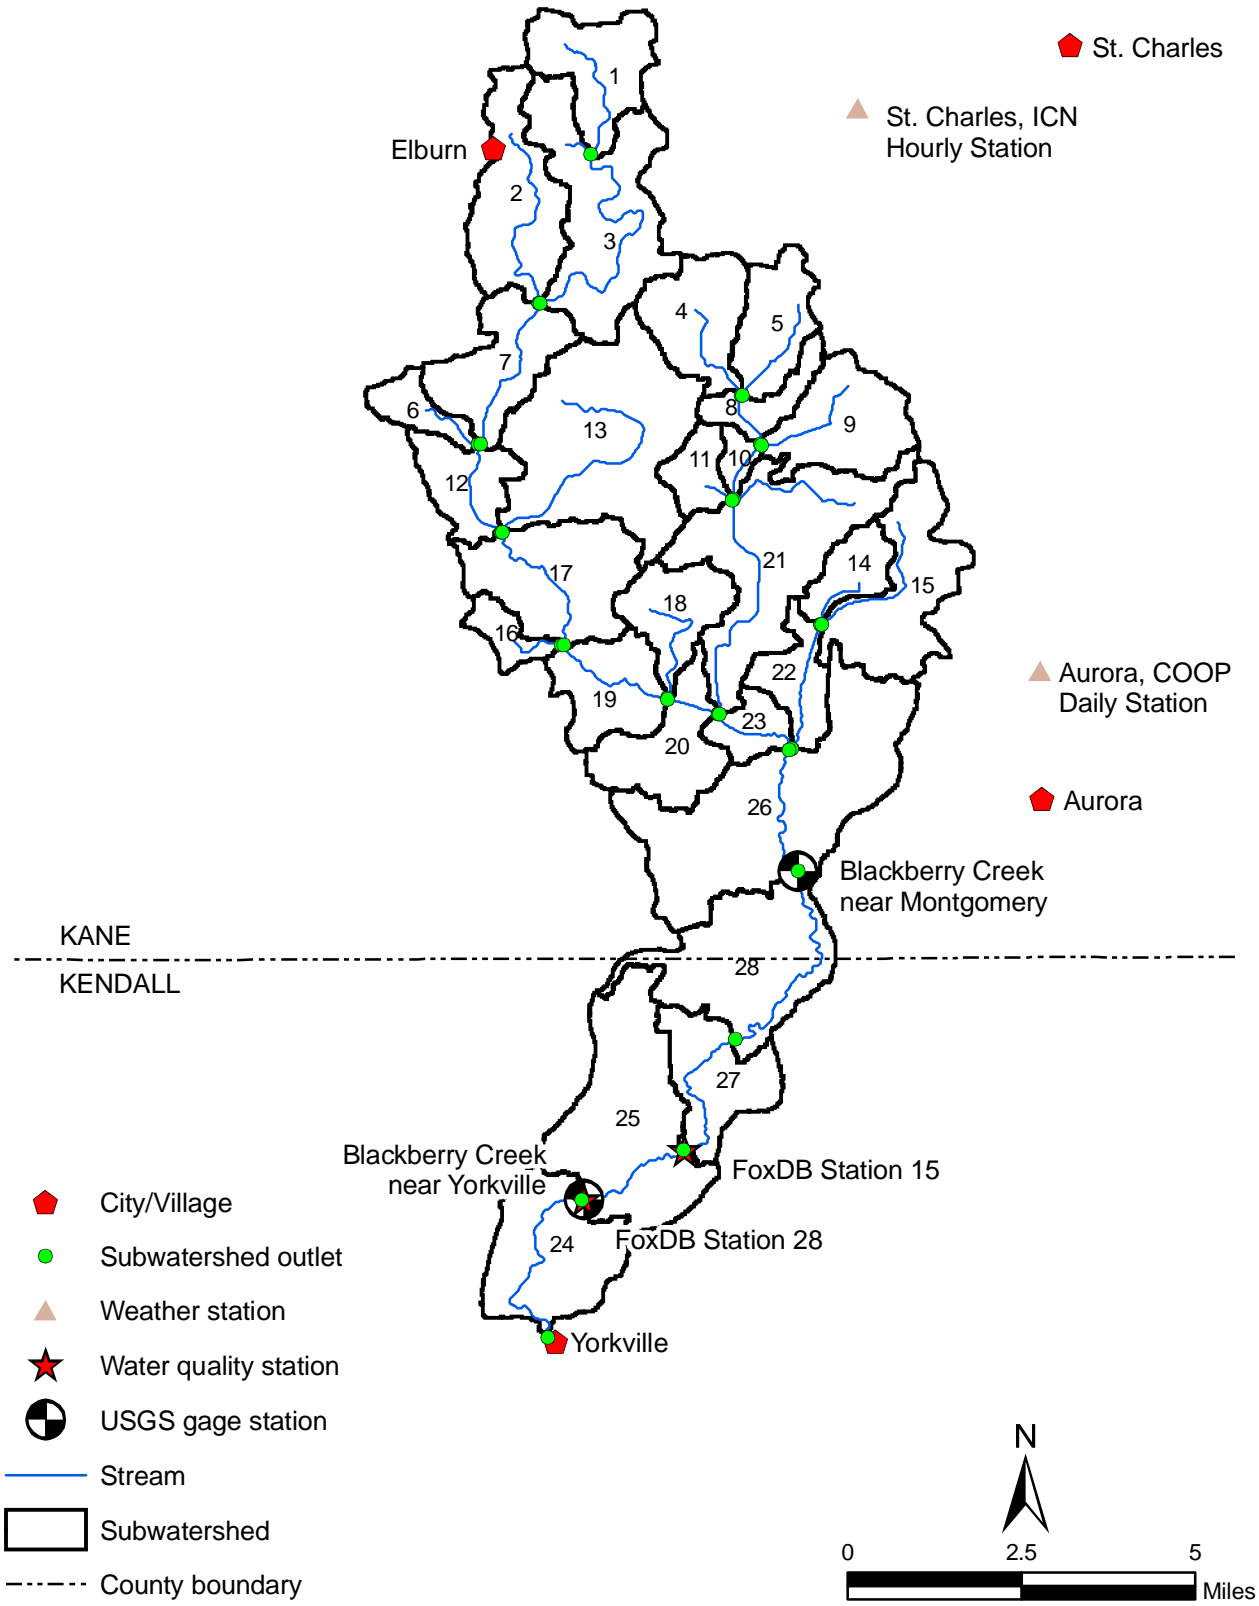 1
St. Charles
St. Charles, ICN
Hourly Station
Elburn
2
3
4
5
7
6
8
9
13
11
10
12
14
15
17
21
18
16
22
Aurora, COOP
Daily Station
19
23
20
26
Aurora
Blackberry Creek
near Montgomery
KANE
28
KENDALL
27
25
Blackberry Creek
near Yorkville
FoxDB Station 15
24
FoxDB Station 28
Yorkville
City/Village
Subwatershed outlet
Weather station
Water quality station
USGS gage station
Stream
Subwatershed
County boundary
N
0 2.5 5
Miles